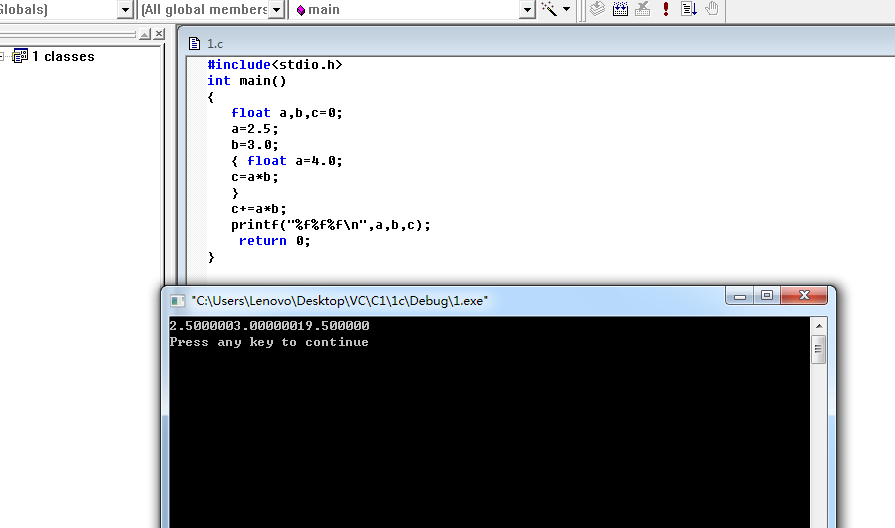 Globals)
[All global members
main
1 classes
1.c
#include<stdio.h>
int main()
{
float a,b,c=0;
a=2.5;
b=3.0;
{ float a=4.0;
c=a*b;
}
c+=a*b;
printf("%f%f%f\n",a,b,c);
return 0;
}
"C:\Users\Lenovo\Desktop\VC\C1\1c\Debug\1.exe"
2.5000003.00000019.500000
Press any key to continue